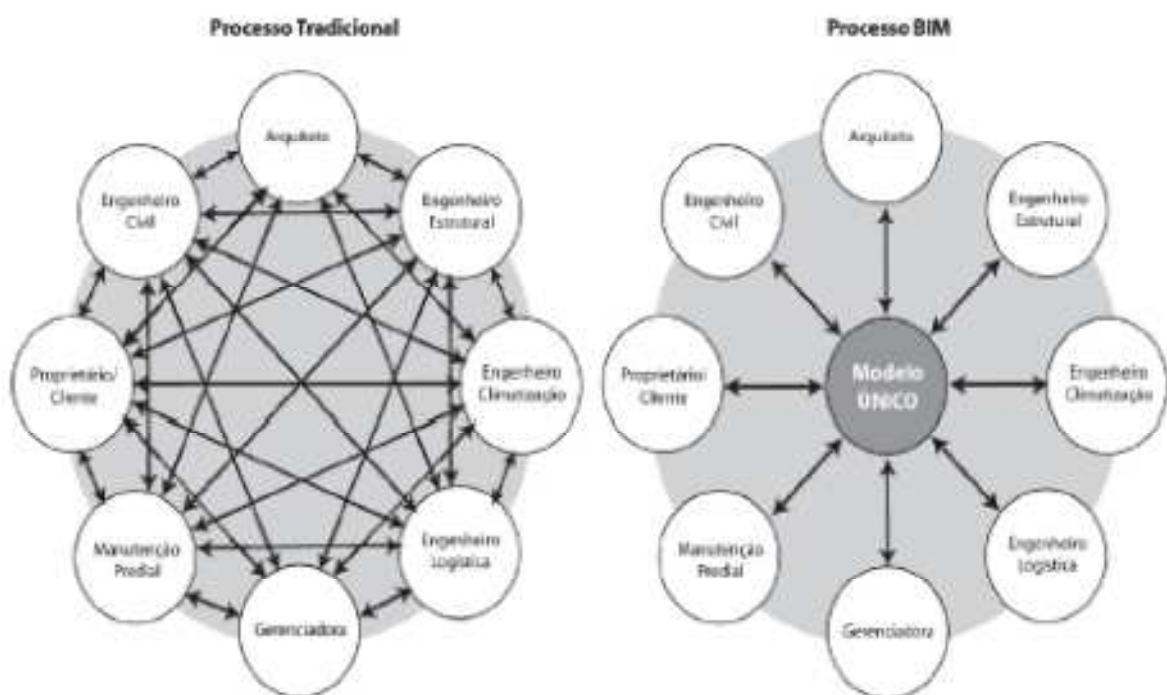 Processo Tradicional
Arquiteto
Engenheiro
Civil
Engenheiro
Estrutural
Proprietário/
Cliente
Engenheiro
Climatização
Manutenção
Predial
Engenheiro
Logística
Gerenciadora
Processo BIM
Arquiteto
Engenheiro
Civil
Engenheiro
Estrutural
Proprietário/
Cliente
Modelo
ÚNICO
Engenheiro
Climatização
Manutenção
Predial
Engenheiro
Logística
Gerenciadora